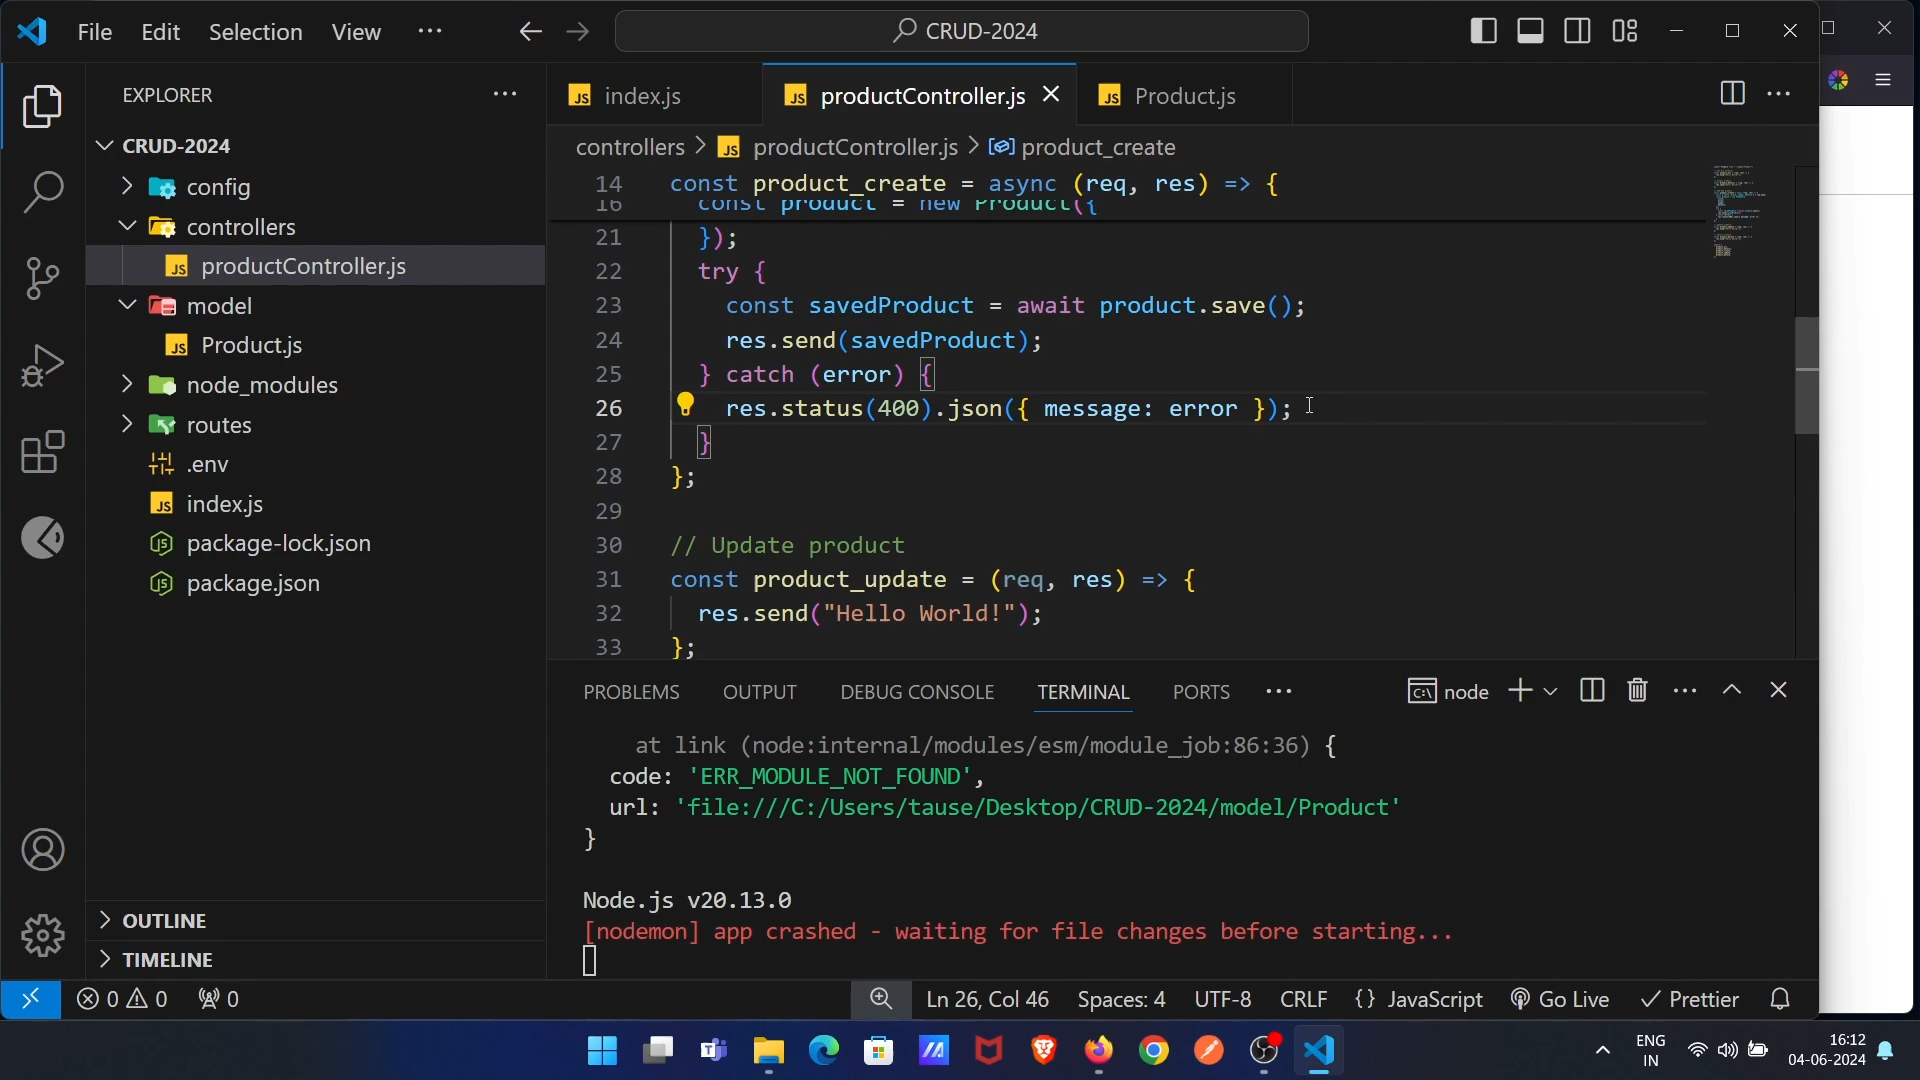 File Edit Selection View ··· CRUD-2024
EXPLORER ···
CRUD-2024
config
controllers
productController.js
model
Product.js
node_modules
routes
.env
index.js
package-lock.json
package.json
OUTLINE
TIMELINE
index.js productController.js Product.js
controllers > productController.js > product_create
14 const product_create = async (req, res) => {
16 const product = new Product({
21 });
22 try {
23 const savedProduct = await product.save();
24 res.send(savedProduct);
25 } catch (error) {
26 res.status(400).json({ message: error });
27 }
28 };
29
30 // Update product
31 const product_update = (req, res) => {
32 res.send("Hello World!");
33 };
PROBLEMS OUTPUT DEBUG CONSOLE TERMINAL PORTS ··· node
at link (node:internal/modules/esm/module_job:86:36) {
code: 'ERR_MODULE_NOT_FOUND',
url: 'file:///C:/Users/tause/Desktop/CRUD-2024/model/Product'
}
Node.js v20.13.0
[nodemon] app crashed - waiting for file changes before starting...
0 0 0 Ln 26, Col 46 Spaces: 4 UTF-8 CRLF {} JavaScript Go Live Prettier
ENG
IN
16:12
04-06-2024